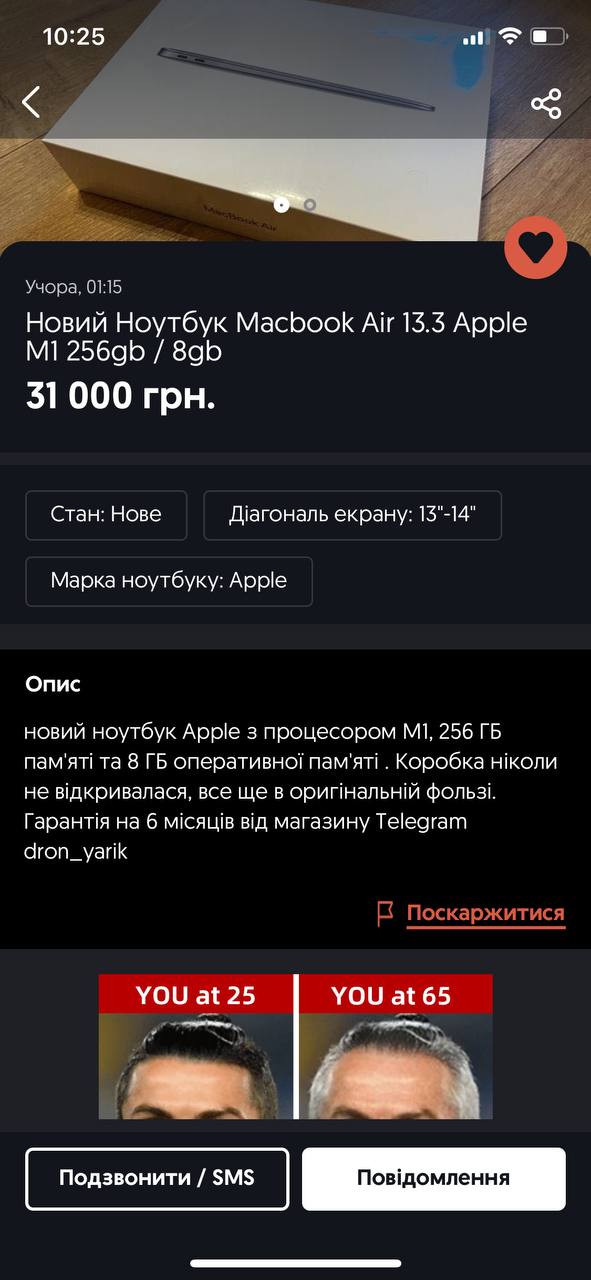 10:25
MacBook Air
Учора, 01:15
Новий Ноутбук Macbook Air 13.3 Apple
M1 256gb / 8gb
31 000 грн.
Стан: Нове
Діагональ екрану: 13"-14"
Марка ноутбуку: Apple
Опис
новий ноутбук Apple з процесором M1, 256 ГБ
пам'яті та 8 ГБ оперативної пам'яті . Коробка ніколи
не відкривалася, все ще в оригінальній фользі.
Гарантія на 6 місяців від магазину Telegram
dron_yarik
Поскаржитися
YOU at 25
YOU at 65
Подзвонити / SMS
Повідомлення